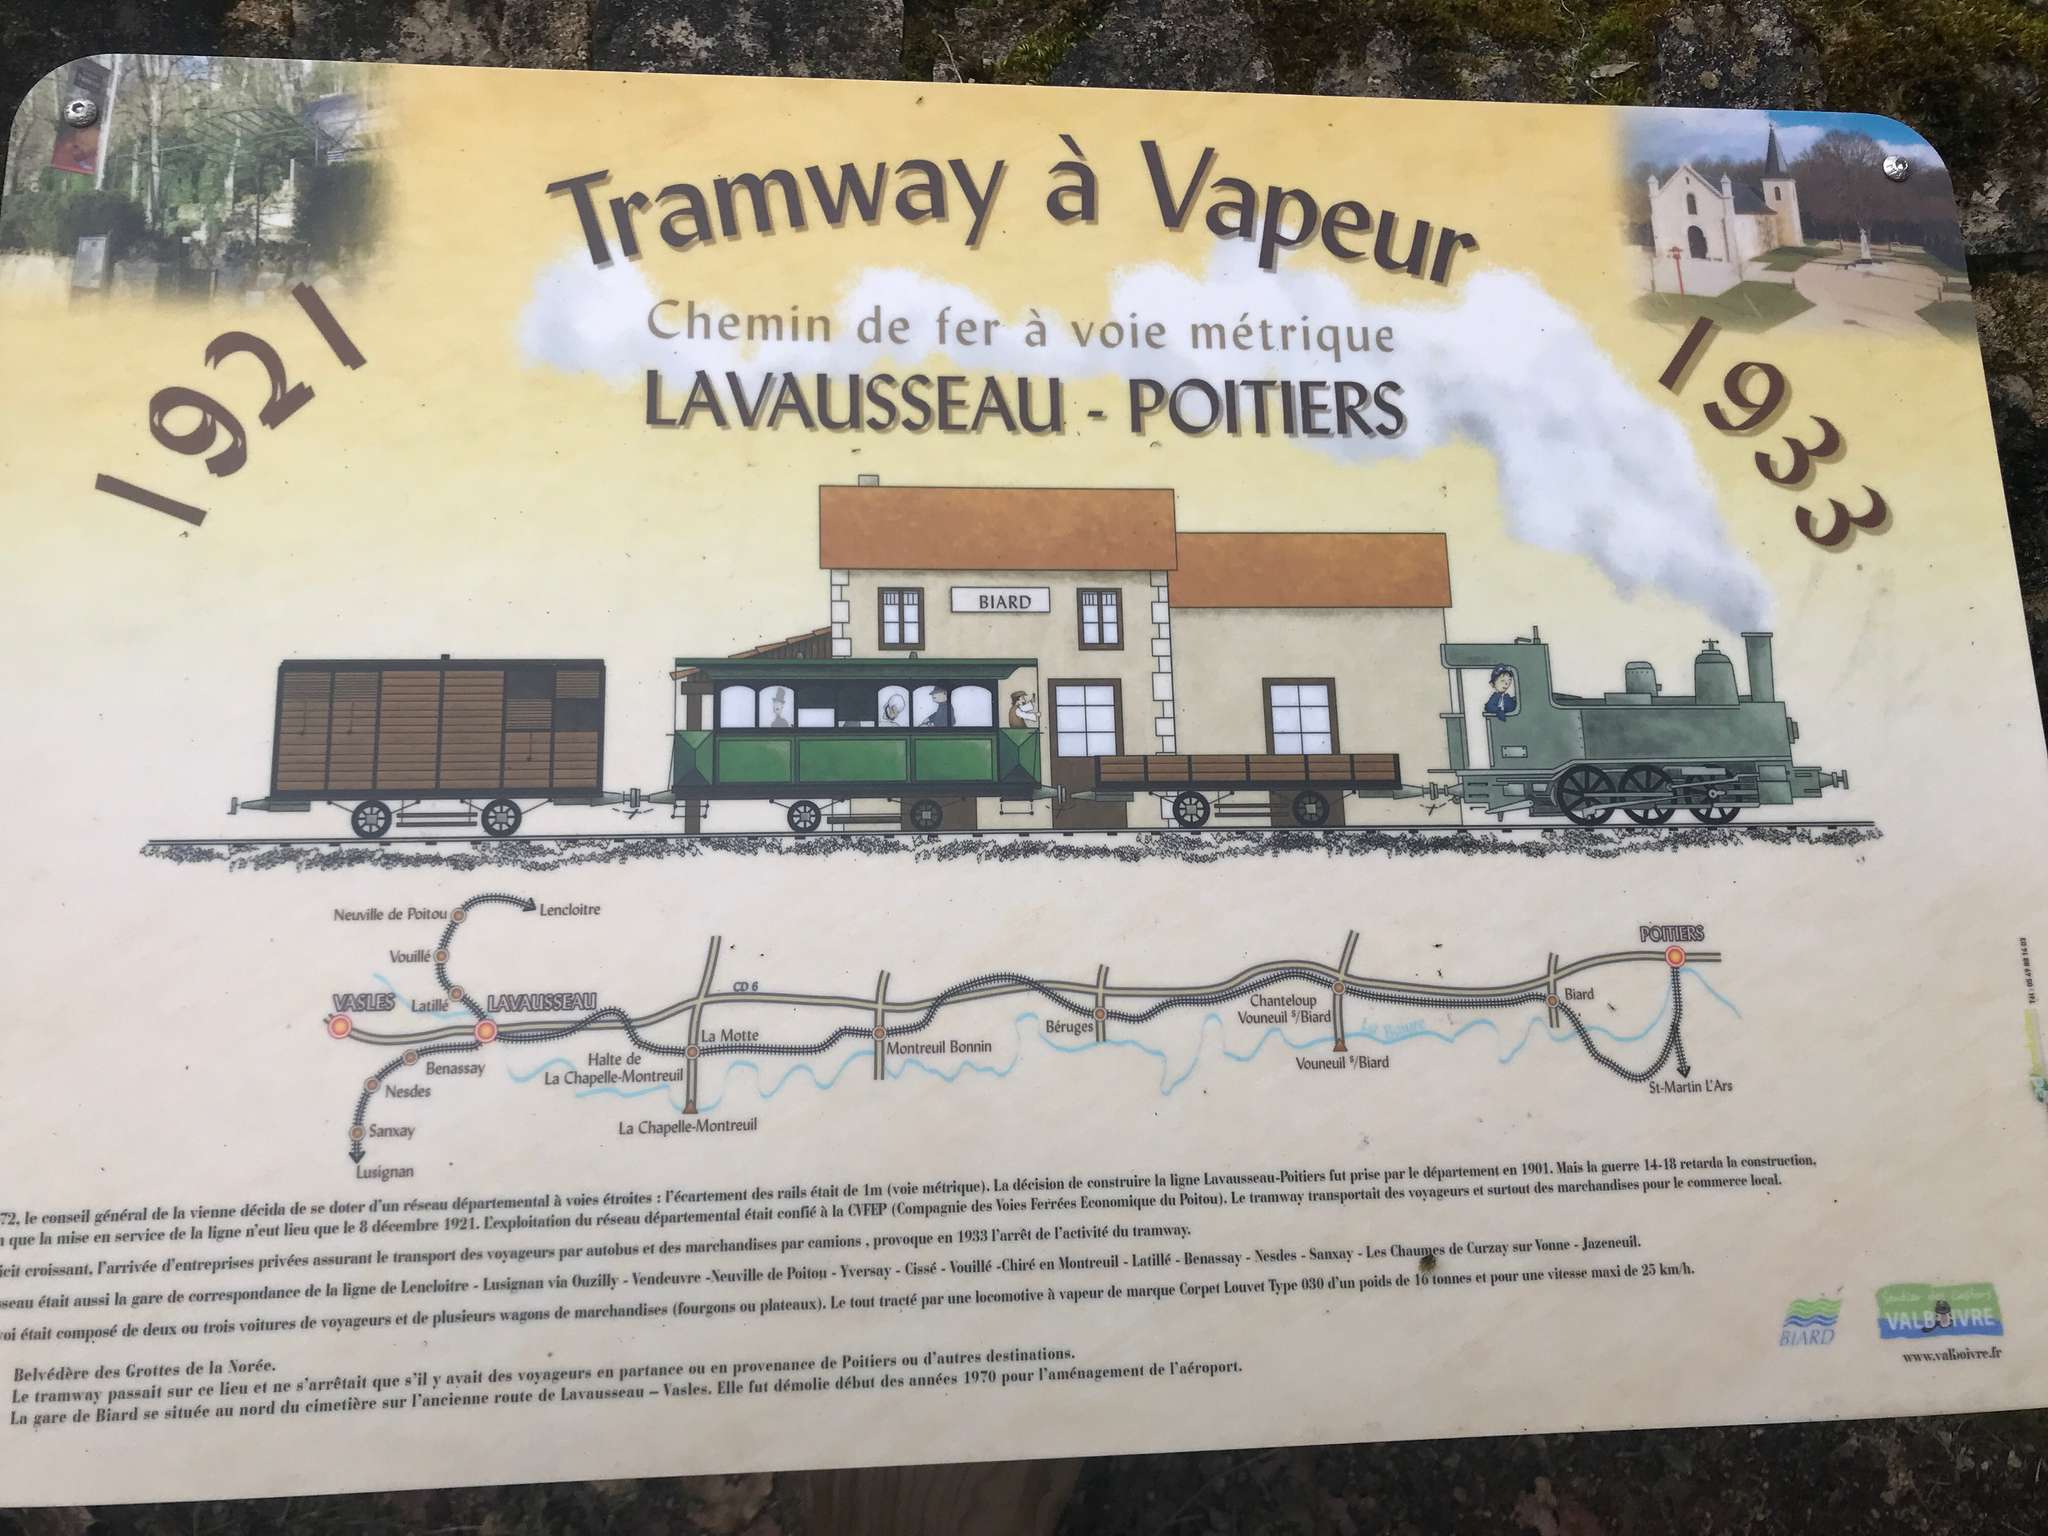 1921
Tramway à Vapeur
1933
Chemin de fer à voie métrique
LAVAUSSEAU - POITIERS
BIARD
Neuville de Poitou
Lencloitre
Vouillé
VASLES
Latillé
LAVAUSSEAU
CD 6
POITIERS
Chanteloup
Vouneuil s/Biard
Biard
La Motte
Béruges
Montreuil Bonnin
Halte de
La Chapelle-Montreuil
Benassay
Vouneuil s/Biard
Nesdes
St-Martin L'Ars
La Chapelle-Montreuil
Sanxay
Lusignan
72, le conseil général de la vienne décida de se doter d'un réseau départemental à voies étroites : l'écartement des rails était de 1m (voie métrique). La décision de construire la ligne Lavausseau-Poitiers fut prise par le département en 1901. Mais la guerre 14-18 retarda la construction,
que la mise en service de la ligne n'eut lieu que le 8 décembre 1921. L'exploitation du réseau départemental était confié à la CVFEP (Compagnie des Voies Ferrées Economique du Poitou). Le tramway transportait des voyageurs et surtout des marchandises pour le commerce local.
icit croissant, l'arrivée d'entreprises privées assurant le transport des voyageurs par autobus et des marchandises par camions , provoque en 1933 l'arrêt de l'activité du tramway.
sseau était aussi la gare de correspondance de la ligne de Lencloitre - Lusignan via Ouzilly - Vendeuvre -Neuville de Poitou - Yversay - Cissé - Vouillé -Chiré en Montreuil - Latillé - Benassay - Nesdes - Sanxay - Les Chaumes de Curzay sur Vonne - Jazeneuil.
voi était composé de deux ou trois voitures de voyageurs et de plusieurs wagons de marchandises (fourgons ou plateaux). Le tout tracté par une locomotive à vapeur de marque Corpet Louvet Type 030 d'un poids de 16 tonnes et pour une vitesse maxi de 25 km/h.
Belvédère des Grottes de la Norée.
Le tramway passait sur ce lieu et ne s'arrêtait que s'il y avait des voyageurs en partance ou en provenance de Poitiers ou d'autres destinations.
La gare de Biard se située au nord du cimetière sur l'ancienne route de Lavausseau – Vasles. Elle fut démolie début des années 1970 pour l'aménagement de l'aéroport.
BIARD
VALBOIVRE
www.valboivre.fr